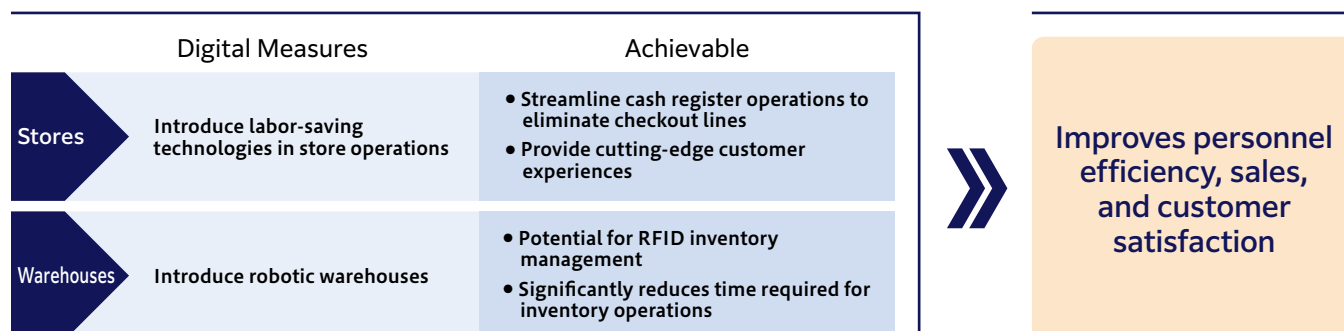 Digital Measures
Achievable
Stores
Introduce labor-saving
technologies in store operations
• Streamline cash register operations to
eliminate checkout lines
• Provide cutting-edge customer
experiences
Warehouses
Introduce robotic warehouses
• Potential for RFID inventory
management
• Significantly reduces time required for
inventory operations
Improves personnel
efficiency, sales,
and customer
satisfaction